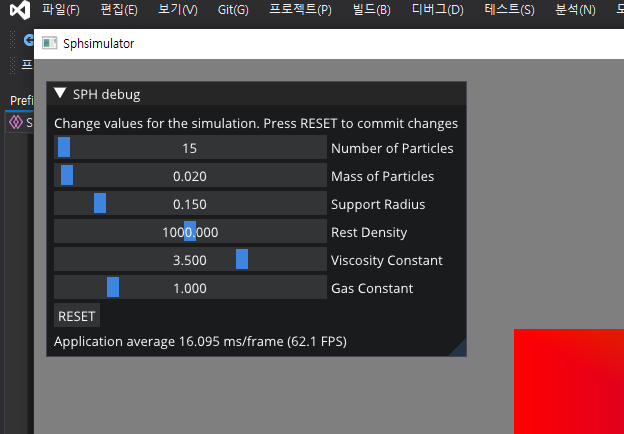 파일(F) 편집(E) 보기(V) Git(G) 프로젝트(P) 빌드(B) 디버그(D) 테스트(S) 분석(N)
Sphsimulator
프
Prefi
S
SPH debug
Change values for the simulation. Press RESET to commit changes
15 Number of Particles
0.020 Mass of Particles
0.150 Support Radius
1000.000 Rest Density
3.500 Viscosity Constant
1.000 Gas Constant
RESET
Application average 16.095 ms/frame (62.1 FPS)